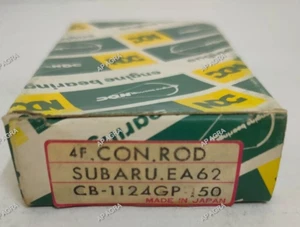 NDC
engine bearing
4F.CON.ROD
SUBARU.EA62
CB-1124GP .50
MADE IN JAPAN